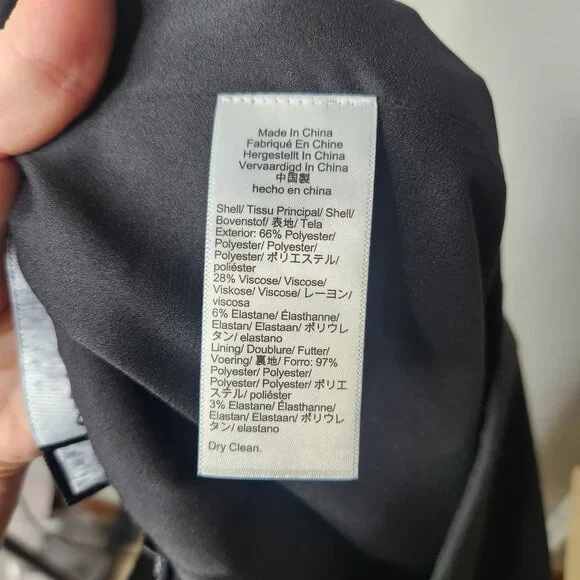 Made In China
Fabriqué En Chine
Hergestellt In China
Vervaardigd In China
中国製
hecho en china
Shell/ Tissu Principal/ Shell/
Bovenstof/ 表地/ Tela
Exterior: 66% Polyester/
Polyester/ Polyester/
Polyester/ ポリエステル/
poliéster
28% Viscose/ Viscose/
Viskose/ Viscose/ レーヨン/
viscosa
6% Elastane/ Élasthanne/
Elastan/ Elastaan/ ポリウレ
タン/ elastano
Lining/ Doublure/ Futter/
Voering/ 裏地/ Forro: 97%
Polyester/ Polyester/
Polyester/ Polyester/ ポリエ
ステル/ poliéster
3% Elastane/ Élasthanne/
Elastan/ Elastaan/ ポリウレ
タン/ elastano
Dry Clean.